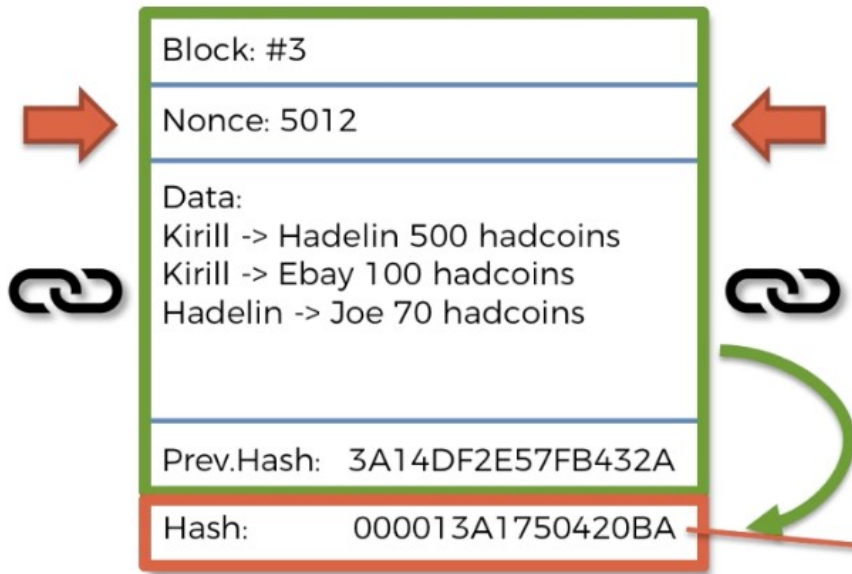 Block: #3
Nonce: 5012
Data:
Kirill -> Hadelin 500 hadcoins
Kirill -> Ebay 100 hadcoins
Hadelin -> Joe 70 hadcoins
Prev.Hash: 3A14DF2E57FB432A
Hash: 000013A1750420BA